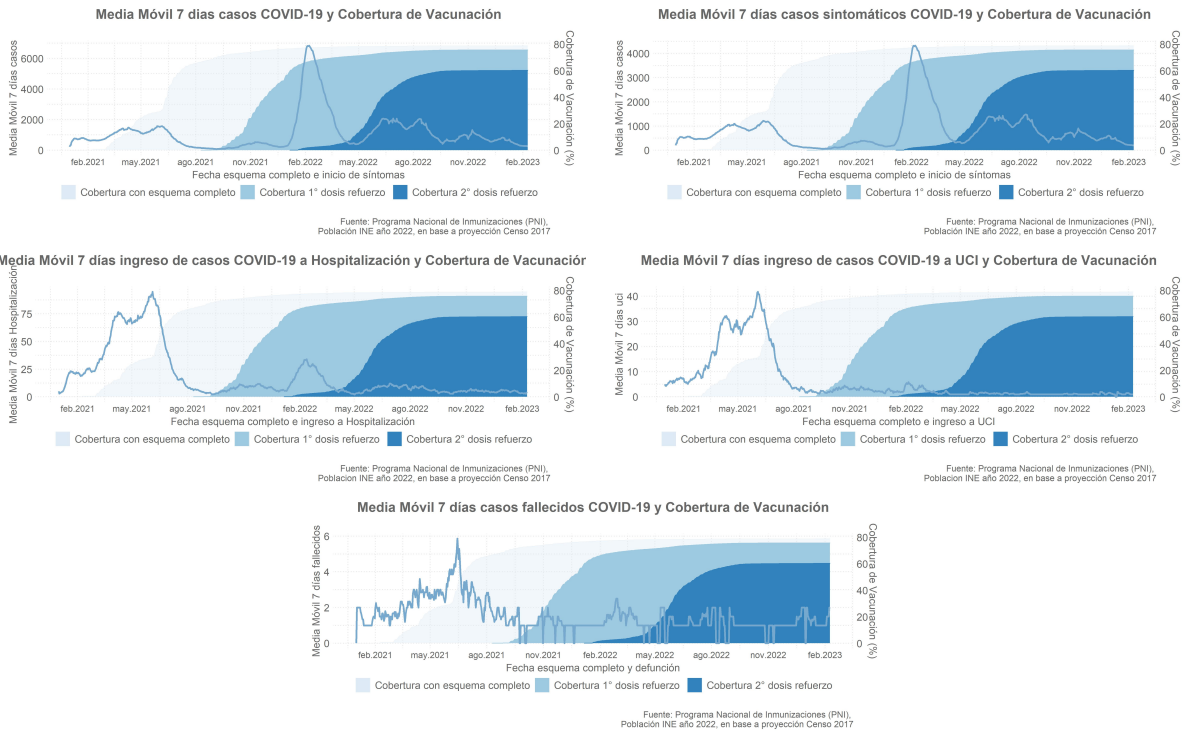 Media Móvil 7 dias casos COVID-19 y Cobertura de Vacunación
Media Móvil 7 días casos
6000
4000
2000
0
Cobertura de Vacunación (%)
80
60
40
20
0
feb.2021 may.2021 ago.2021 nov.2021 feb.2022 may.2022 ago.2022 nov.2022 feb.2023
Fecha esquema completo e inicio de síntomas
Cobertura con esquema completo Cobertura 1° dosis refuerzo Cobertura 2° dosis refuerzo
Fuente: Programa Nacional de Inmunizaciones (PNI),
Población INE año 2022, en base a proyección Censo 2017
Media Móvil 7 días casos sintomáticos COVID-19 y Cobertura de Vacunación
Media Móvil 7 días casos
4000
3000
2000
1000
0
Cobertura de Vacunación (%)
80
60
40
20
0
feb.2021 may.2021 ago.2021 nov.2021 feb.2022 may.2022 ago.2022 nov.2022 feb.2023
Fecha esquema completo e inicio de síntomas
Cobertura con esquema completo Cobertura 1° dosis refuerzo Cobertura 2° dosis refuerzo
Fuente: Programa Nacional de Inmunizaciones (PNI),
Población INE año 2022, en base a proyección Censo 2017
Media Móvil 7 días ingreso de casos COVID-19 a Hospitalización y Cobertura de Vacunación
Media Móvil 7 días Hospitalización
75
50
25
0
Cobertura de Vacunación (%)
80
60
40
20
0
feb.2021 may.2021 ago.2021 nov.2021 feb.2022 may.2022 ago.2022 nov.2022 feb.2023
Fecha esquema completo e ingreso a Hospitalización
Cobertura con esquema completo Cobertura 1° dosis refuerzo Cobertura 2° dosis refuerzo
Fuente: Programa Nacional de Inmunizaciones (PNI),
Poblacion INE año 2022, en base a proyección Censo 2017
Media Móvil 7 días ingreso de casos COVID-19 a UCI y Cobertura de Vacunación
Media Móvil 7 días uci
40
30
20
10
0
Cobertura de Vacunación (%)
80
60
40
20
0
feb.2021 may.2021 ago.2021 nov.2021 feb.2022 may.2022 ago.2022 nov.2022 feb.2023
Fecha esquema completo e ingreso a UCI
Cobertura con esquema completo Cobertura 1° dosis refuerzo Cobertura 2° dosis refuerzo
Fuente: Programa Nacional de Inmunizaciones (PNI),
Poblacion INE año 2022, en base a proyección Censo 2017
Media Móvil 7 días casos fallecidos COVID-19 y Cobertura de Vacunación
Media Móvil 7 días fallecidos
6
4
2
0
Cobertura de Vacunación (%)
80
60
40
20
0
feb.2021 may.2021 ago.2021 nov.2021 feb.2022 may.2022 ago.2022 nov.2022 feb.2023
Fecha esquema completo y defunción
Cobertura con esquema completo Cobertura 1° dosis refuerzo Cobertura 2° dosis refuerzo
Fuente: Programa Nacional de Inmunizaciones (PNI),
Población INE año 2022, en base a proyección Censo 2017